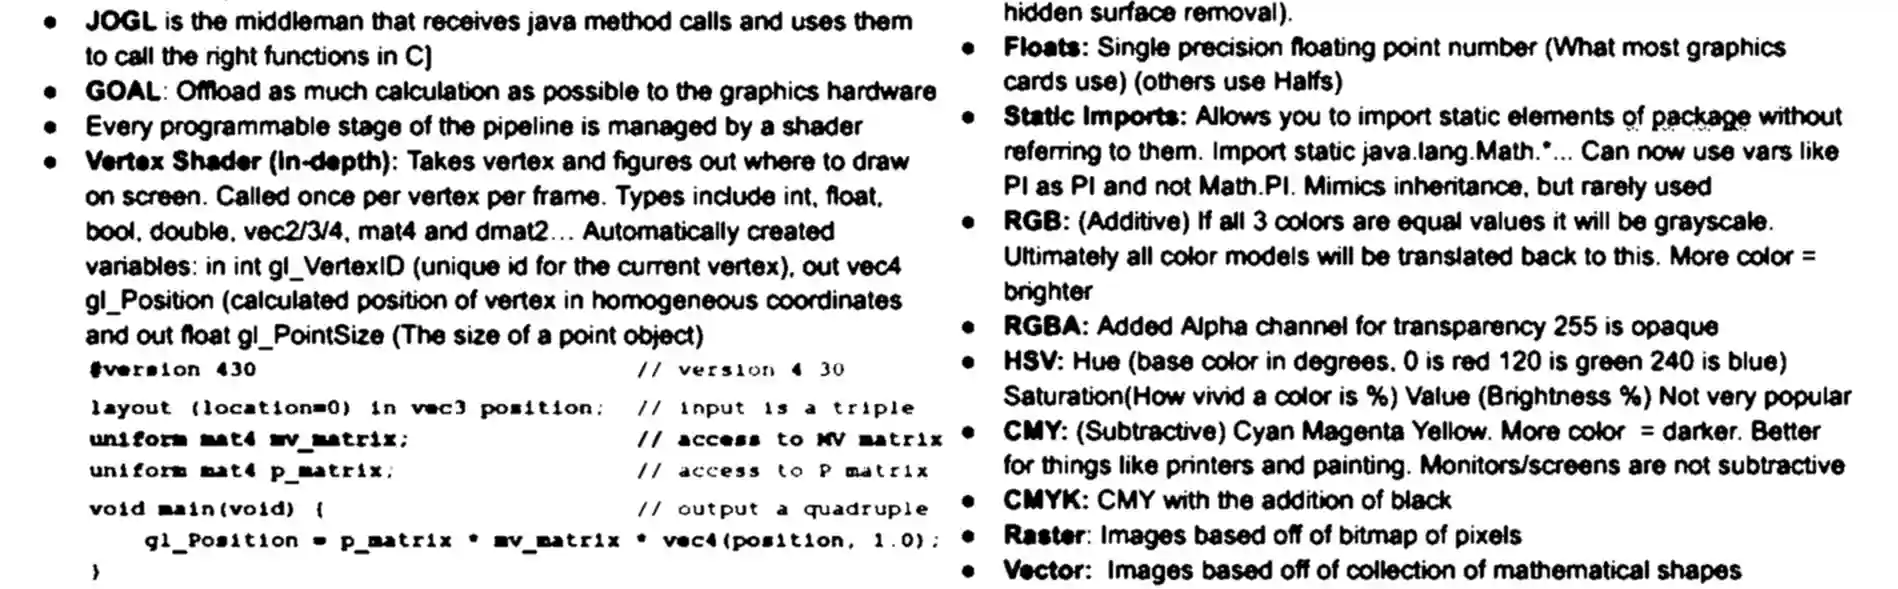 • JOGL is the middleman that receives java method calls and uses them
to call the right functions in C]
• GOAL: Offload as much calculation as possible to the graphics hardware
• Every programmable stage of the pipeline is managed by a shader
• Vertex Shader (In-depth): Takes vertex and figures out where to draw
on screen. Called once per vertex per frame. Types include int, float,
bool, double, vec2/3/4, mat4 and dmat2... Automatically created
variables: in int gl_VertexID (unique id for the current vertex), out vec4
gl_Position (calculated position of vertex in homogeneous coordinates
and out float gl_PointSize (The size of a point object)
#version 430 // version 4 30
layout (location=0) in vec3 position; // input is a triple
uniform mat4 mv_matrix; // access to MV matrix
uniform mat4 p_matrix; // access to P matrix
void main(void) { // output a quadruple
gl_Position = p_matrix * mv_matrix * vec4(position, 1.0);
}
hidden surface removal).
• Floats: Single precision floating point number (What most graphics
cards use) (others use Halfs)
• Static Imports: Allows you to import static elements of package without
referring to them. Import static java.lang.Math.*... Can now use vars like
PI as PI and not Math.PI. Mimics inheritance, but rarely used
• RGB: (Additive) If all 3 colors are equal values it will be grayscale.
Ultimately all color models will be translated back to this. More color =
brighter
• RGBA: Added Alpha channel for transparency 255 is opaque
• HSV: Hue (base color in degrees, 0 is red 120 is green 240 is blue)
Saturation(How vivid a color is %) Value (Brightness %) Not very popular
• CMY: (Subtractive) Cyan Magenta Yellow. More color = darker. Better
for things like printers and painting. Monitors/screens are not subtractive
• CMYK: CMY with the addition of black
• Raster: Images based off of bitmap of pixels
• Vector: Images based off of collection of mathematical shapes